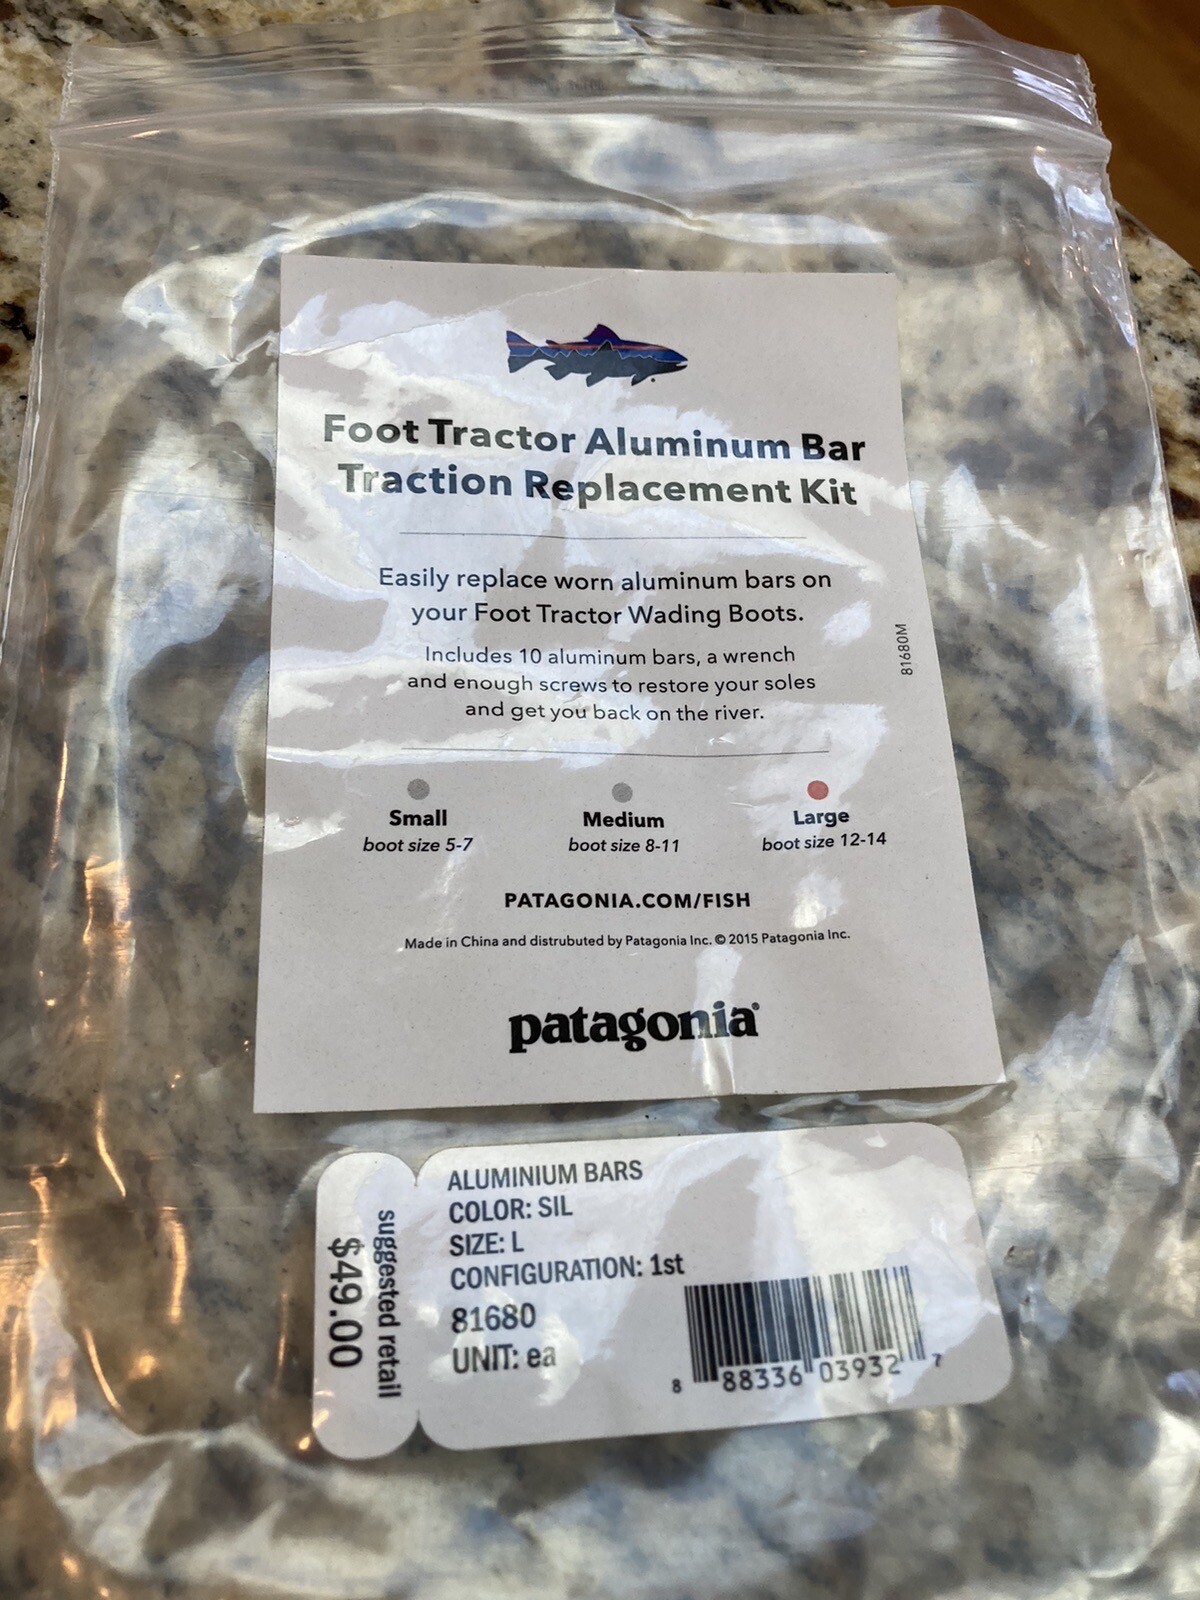 Foot Tractor Aluminum Bar
Traction Replacement Kit
Easily replace worn aluminum bars on
your Foot Tractor Wading Boots.
Includes 10 aluminum bars, a wrench
and enough screws to restore your soles
and get you back on the river.
81680M
Small
boot size 5-7
Medium
boot size 8-11
Large
boot size 12-14
PATAGONIA.COM/FISH
Made in China and distrubuted by Patagonia Inc. © 2015 Patagonia Inc.
patagonia®
suggested retail
$49.00
ALUMINIUM BARS
COLOR: SIL
SIZE: L
CONFIGURATION: 1st
81680
UNIT: ea
8 88336 03932 7